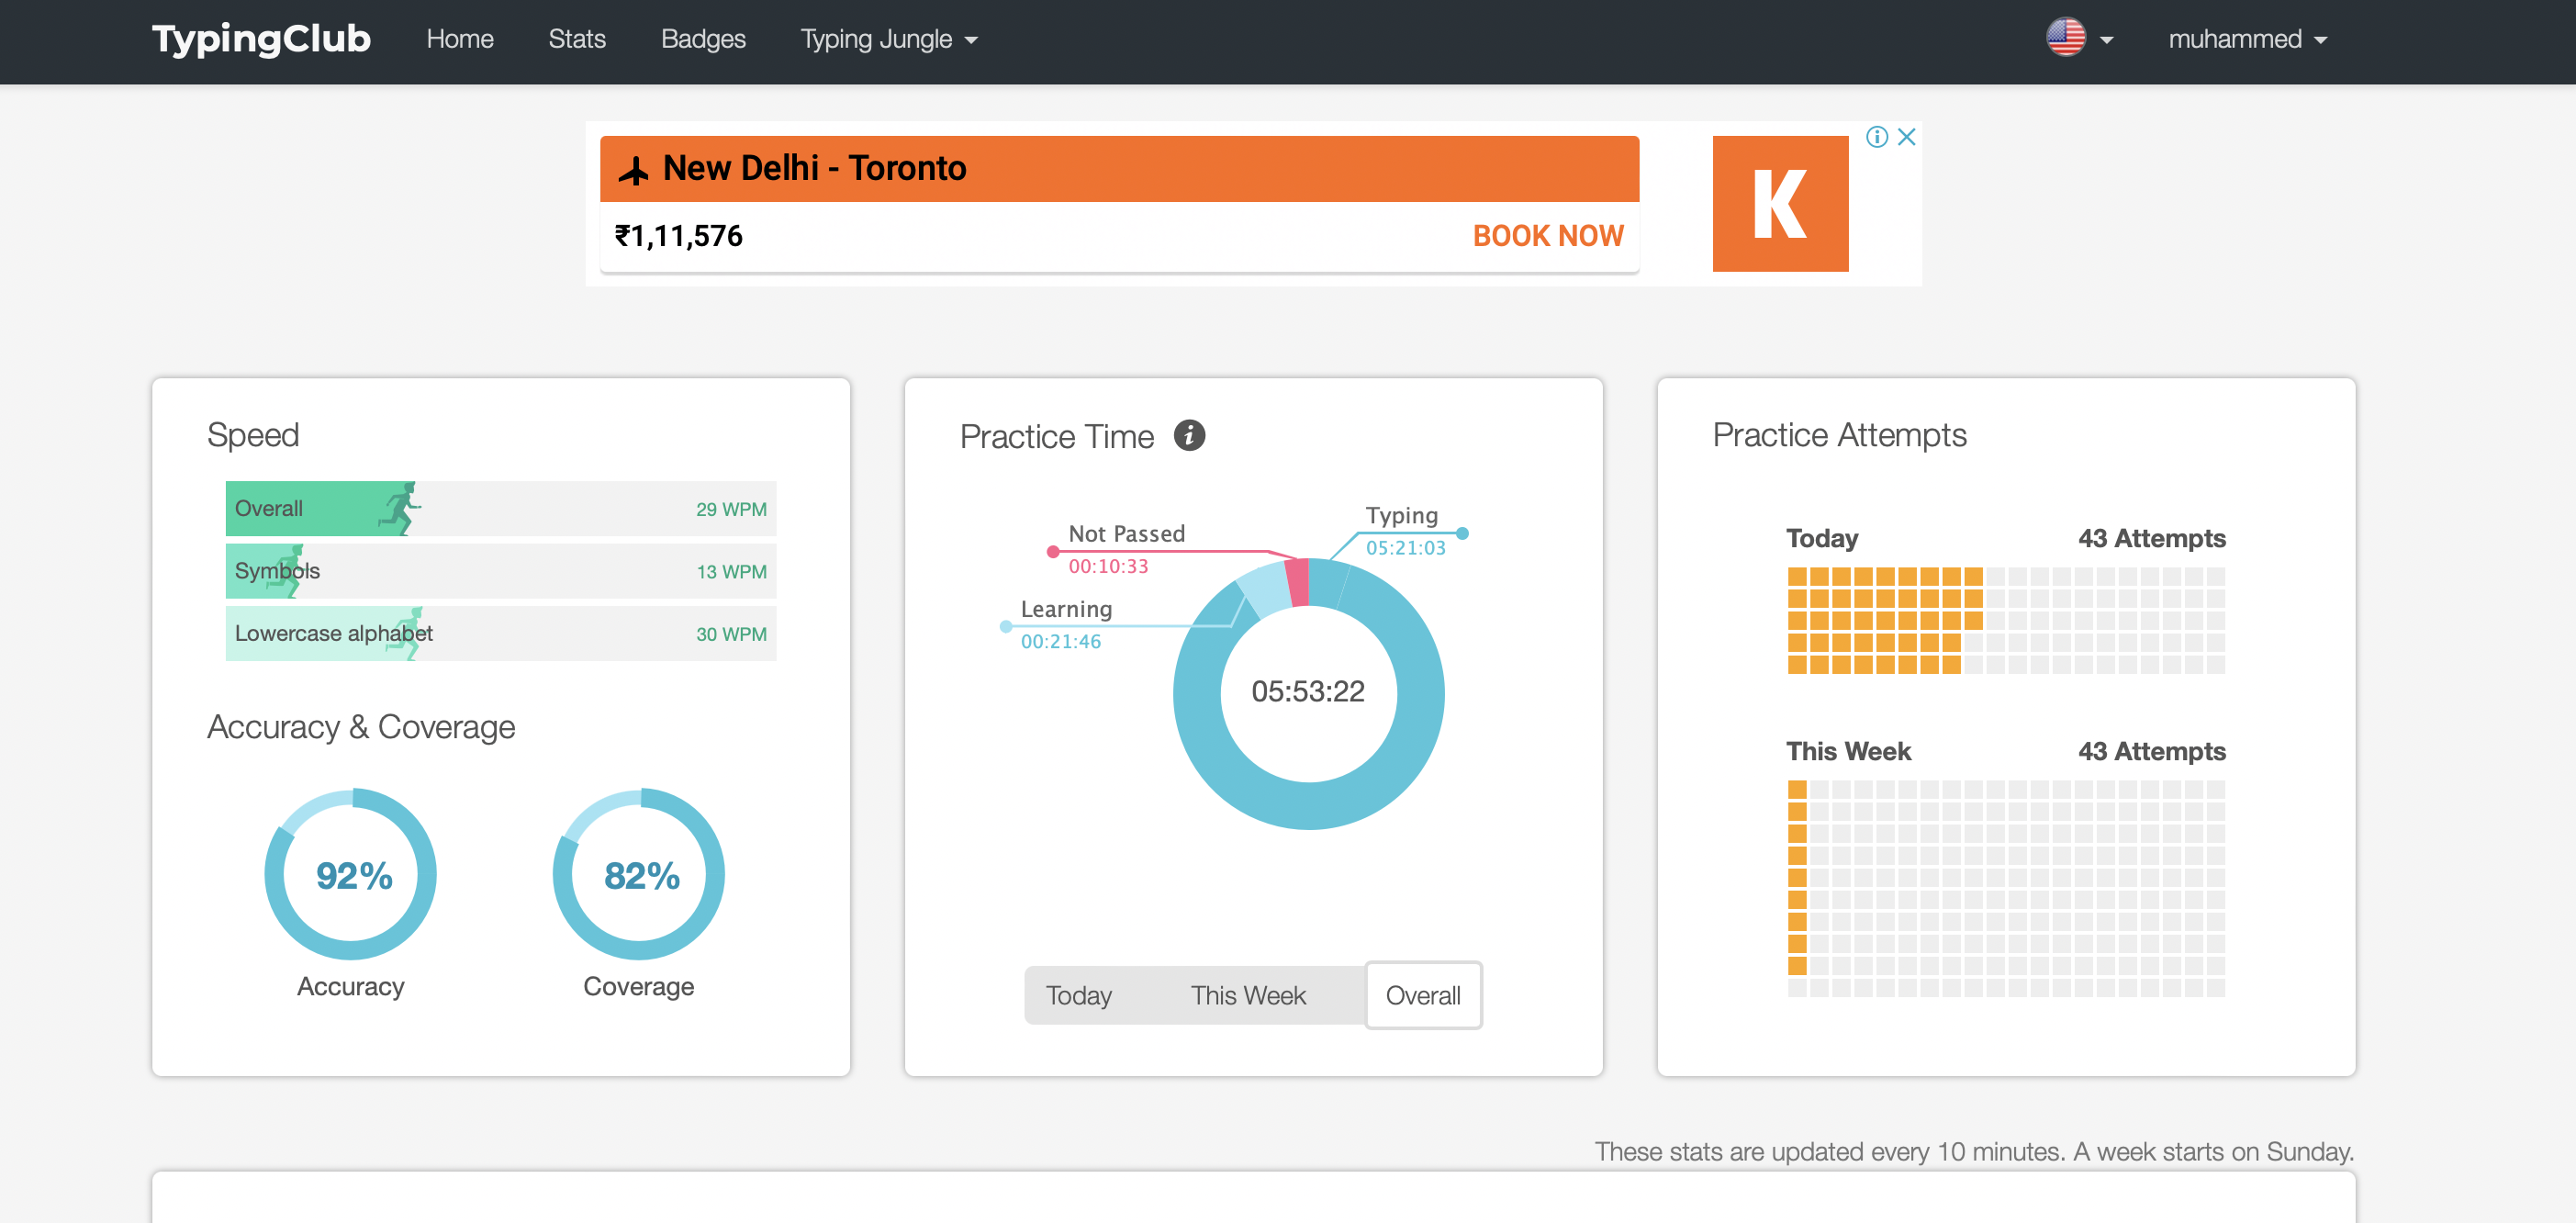 TypingClub Home Stats Badges Typing Jungle muhammed
New Delhi - Toronto
₹1,11,576 BOOK NOW
K
Speed
Overall 29 WPM
Symbols 13 WPM
Lowercase alphabet 30 WPM
Accuracy & Coverage
92% 82%
Accuracy Coverage
Practice Time i
Typing
05:21:03
Not Passed
00:10:33
Learning
00:21:46
05:53:22
Today This Week Overall
Practice Attempts
Today 43 Attempts
This Week 43 Attempts
These stats are updated every 10 minutes. A week starts on Sunday.